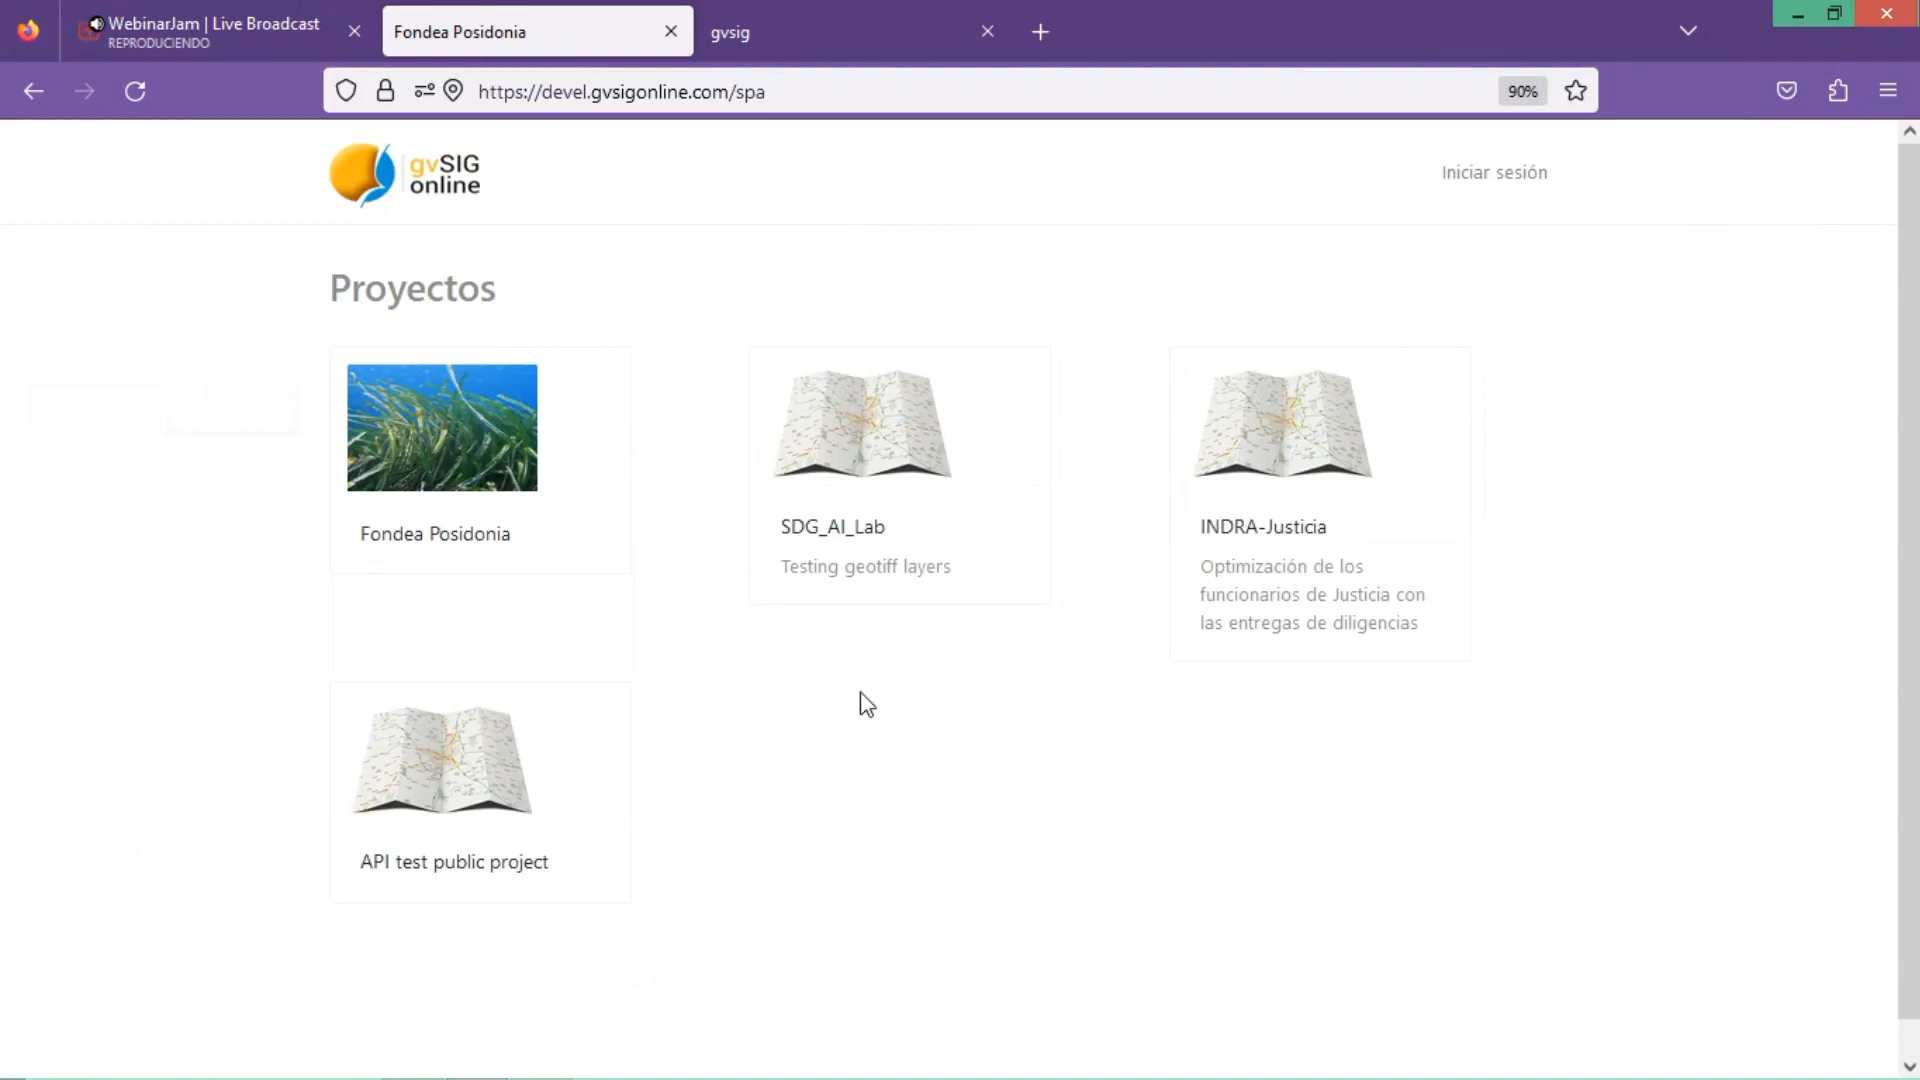 WebinarJam | Live Broadcast
REPRODUCIENDO
Fondea Posidonia
gvsig
https://devel.gvsigonline.com/spa
90%
gvSIG
online
Iniciar sesión
Proyectos
Fondea Posidonia
SDG_AI_Lab
Testing geotiff layers
INDRA-Justicia
Optimización de los
funcionarios de Justicia con
las entregas de diligencias
API test public project